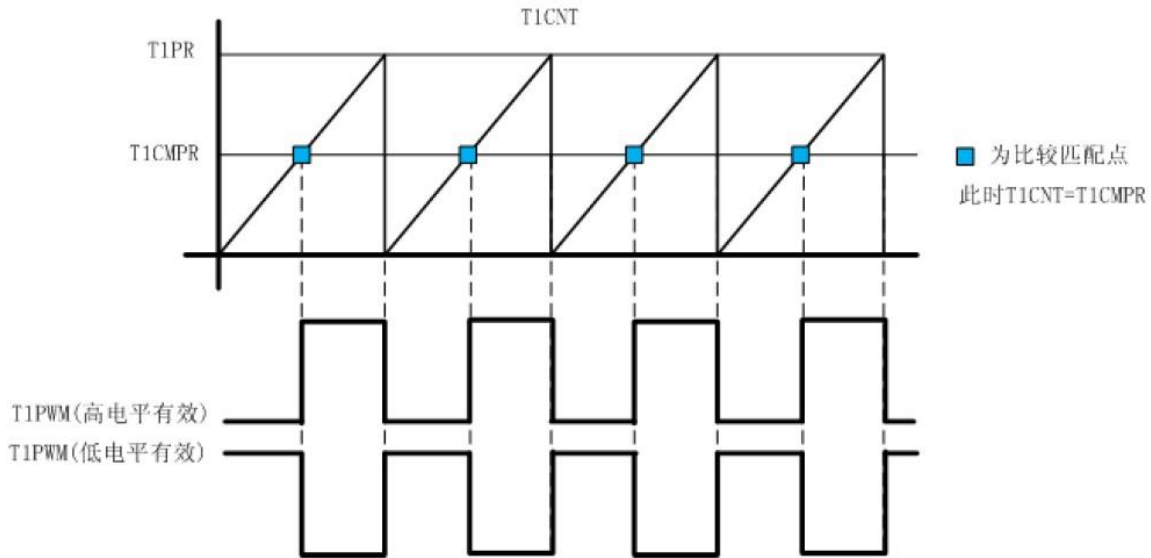 T1CNT
T1PR
T1CMPR
为比较匹配点
此时T1CNT=T1CMPR
T1PWM(高电平有效)
T1PWM(低电平有效)